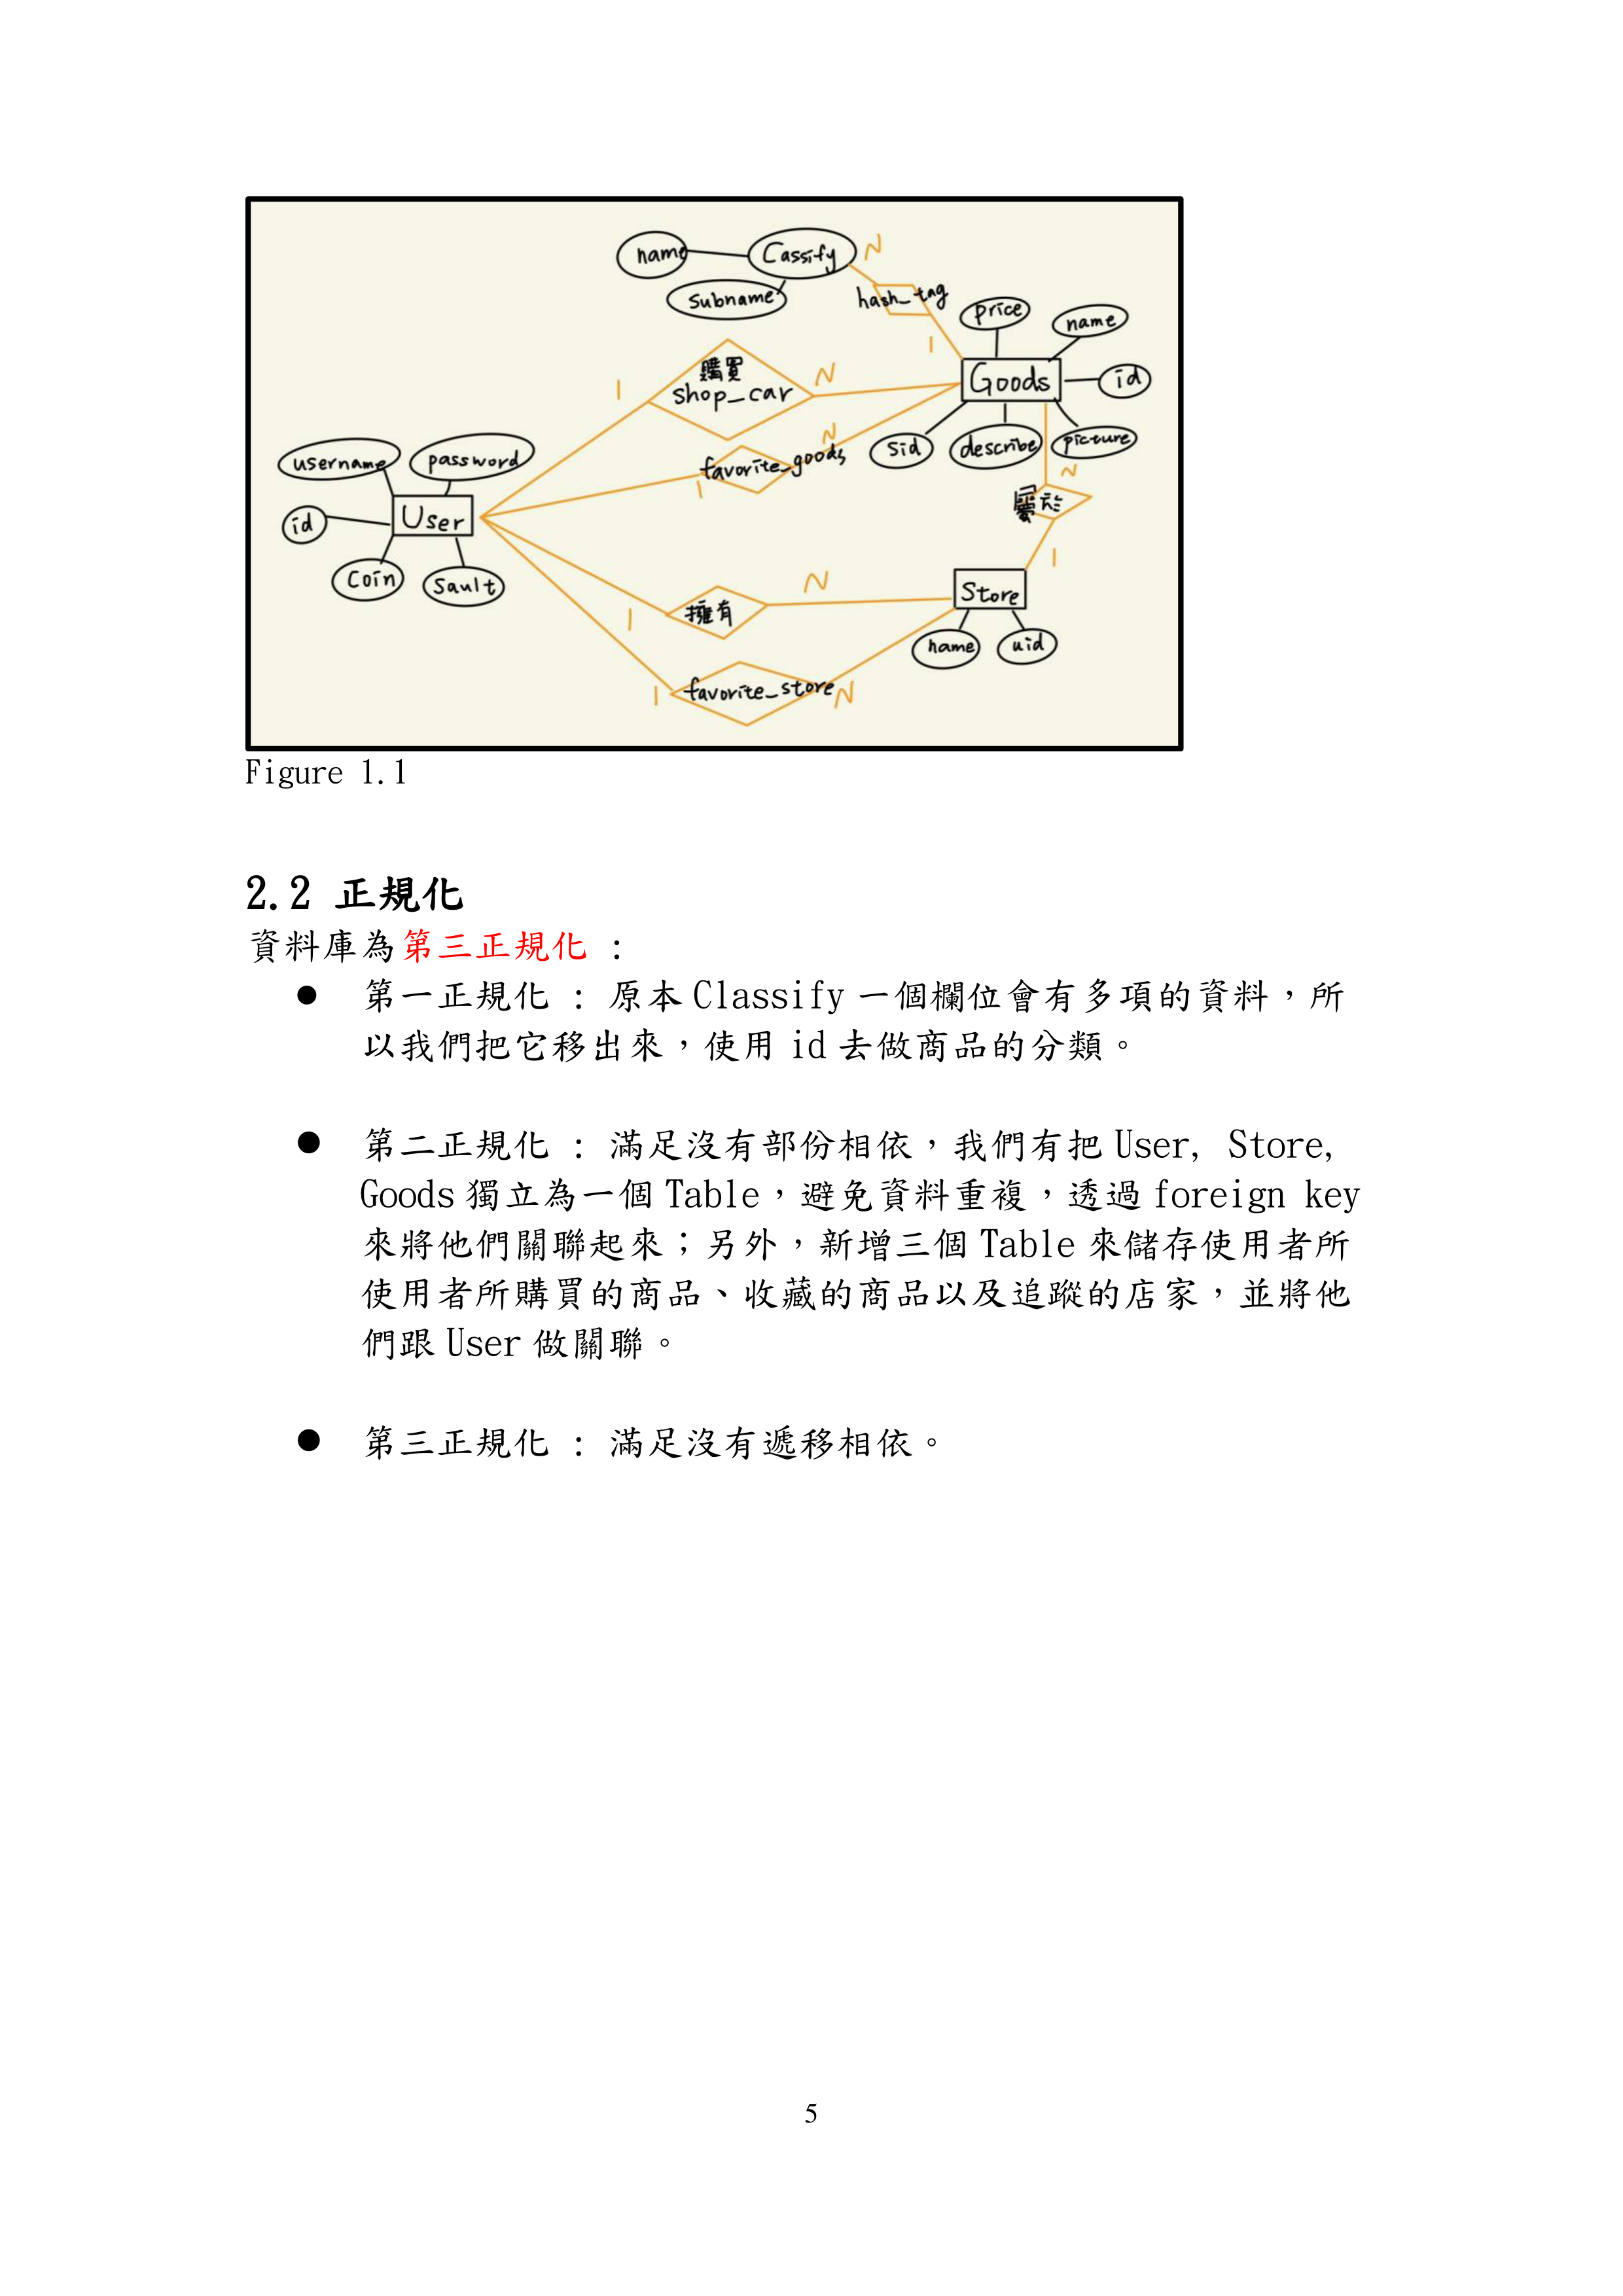 name
Cassify
N
subname
hash_tag
price
name
1
購買
shop_car
1
N
Goods
id
favorite_goods
N
1
sid
describe
picture
N
屬於
1
username
password
User
id
Coin
Sault
擁有
1
N
Store
name
uid
favorite_store
1
N
Figure 1.1
2.2 正規化
資料庫為第三正規化 :
● 第一正規化 : 原本 Classify 一個欄位會有多項的資料，所
以我們把它移出來，使用 id 去做商品的分類。
● 第二正規化 : 滿足沒有部份相依，我們有把 User, Store,
Goods 獨立為一個 Table，避免資料重複，透過 foreign key
來將他們關聯起來；另外，新增三個 Table 來儲存使用者所
使用者所購買的商品、收藏的商品以及追蹤的店家，並將他
們跟 User 做關聯。
● 第三正規化 : 滿足沒有遞移相依。
5